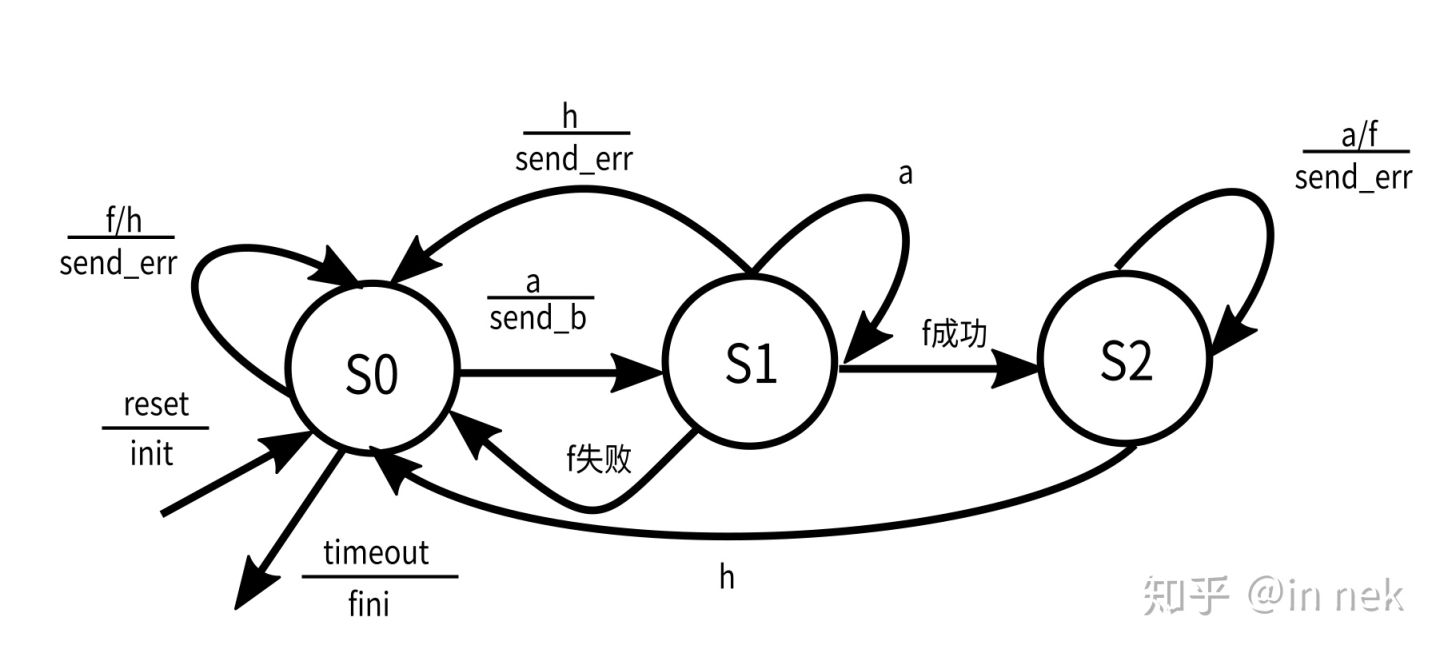 h
send_err
a
a/f
send_err
f/h
send_err
a
send_b
f成功
S0
S1
S2
reset
init
f失败
timeout
fini
h
知乎 @in nek